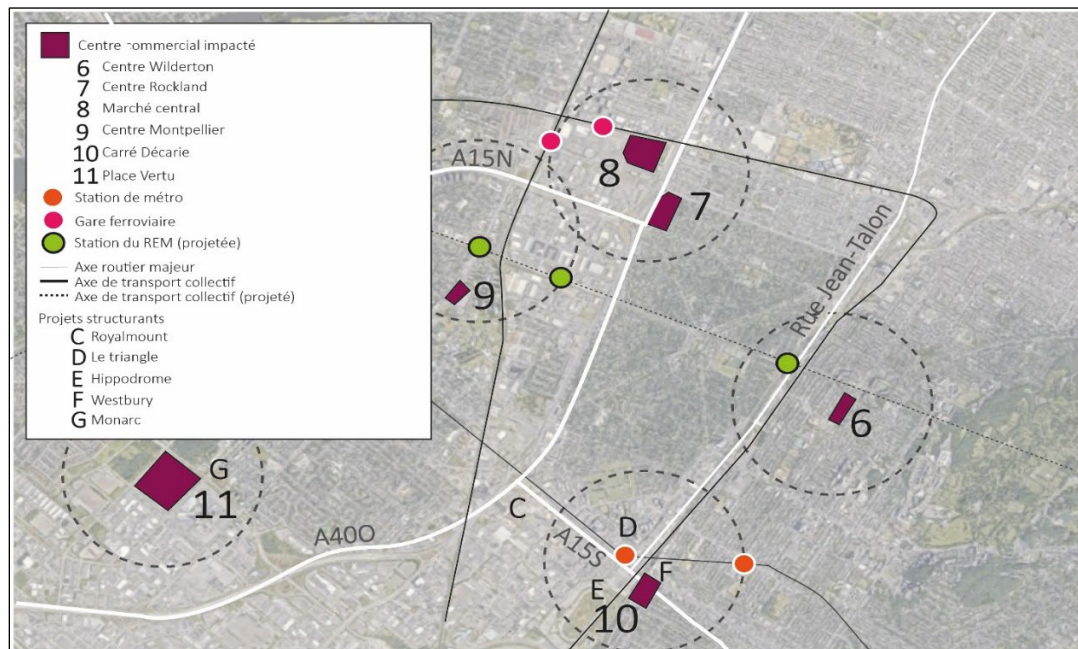 Centre commercial impacté
6 Centre Wilderton
7 Centre Rockland
8 Marché central
9 Centre Montpellier
10 Carré Décarie
11 Place Vertu
Station de métro
Gare ferroviaire
Station du REM (projetée)
Axe routier majeur
Axe de transport collectif
Axe de transport collectif (projeté)
Projets structurants
C Royalmount
D Le triangle
E Hippodrome
F Westbury
G Monarc
A15N
8
7
9
Rue Jean-Talon
6
G
11
C
A40O
A15S
D
E
F
10